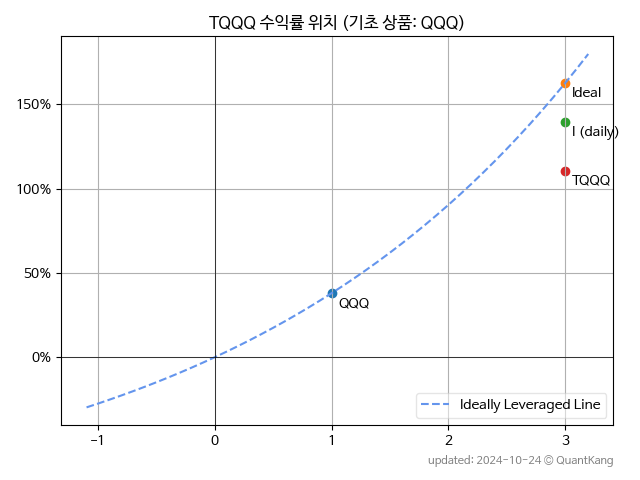 TQQQ 수익률 위치 (기초 상품: QQQ)
150%
100%
50%
0%
Ideal
I (daily)
TQQQ
QQQ
Ideally Leveraged Line
−1
0
1
2
3
updated: 2024-10-24 © QuantKang